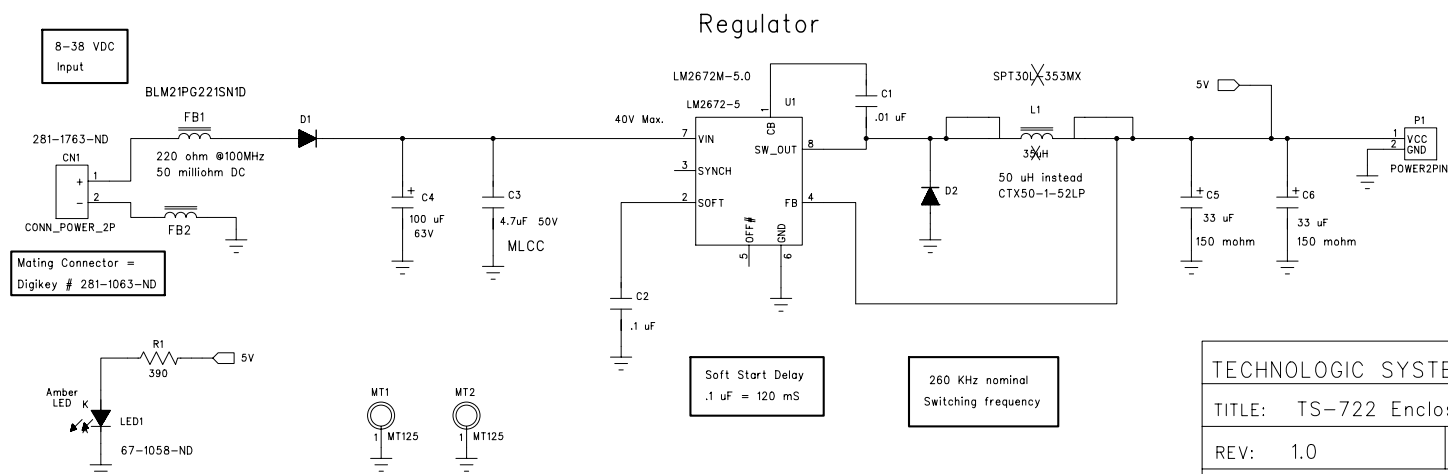 Regulator
8-38 VDC
Input
BLM21PG221SN1D
FB1
D1
281-1763-ND
CN1
+ 1
- 2
220 ohm @100MHz
50 milliohm DC
CONN_POWER_2P
FB2
Mating Connector =
Digikey # 281-1063-ND
+ C4
100 uF
63V
C3
4.7uF 50V
MLCC
LM2672M-5.0
LM2672-5 U1
40V Max.
7 VIN
3 SYNCH
2 SOFT
1 CB
SW_OUT 8
FB 4
OFF# 5
GND 6
C1
.01 uF
C2
.1 uF
D2
SPT30L-353MX
L1
35uH
50 uH instead
CTX50-1-52LP
5V
+ C5
33 uF
150 mohm
+ C6
33 uF
150 mohm
P1
1 VCC
2 GND
POWER2PIN
R1
390
5V
Amber
LED
K
A
LED1
67-1058-ND
MT1
1 MT125
MT2
1 MT125
Soft Start Delay
.1 uF = 120 mS
260 KHz nominal
Switching frequency
TECHNOLOGIC SYSTE
TITLE: TS-722 Enclos
REV: 1.0